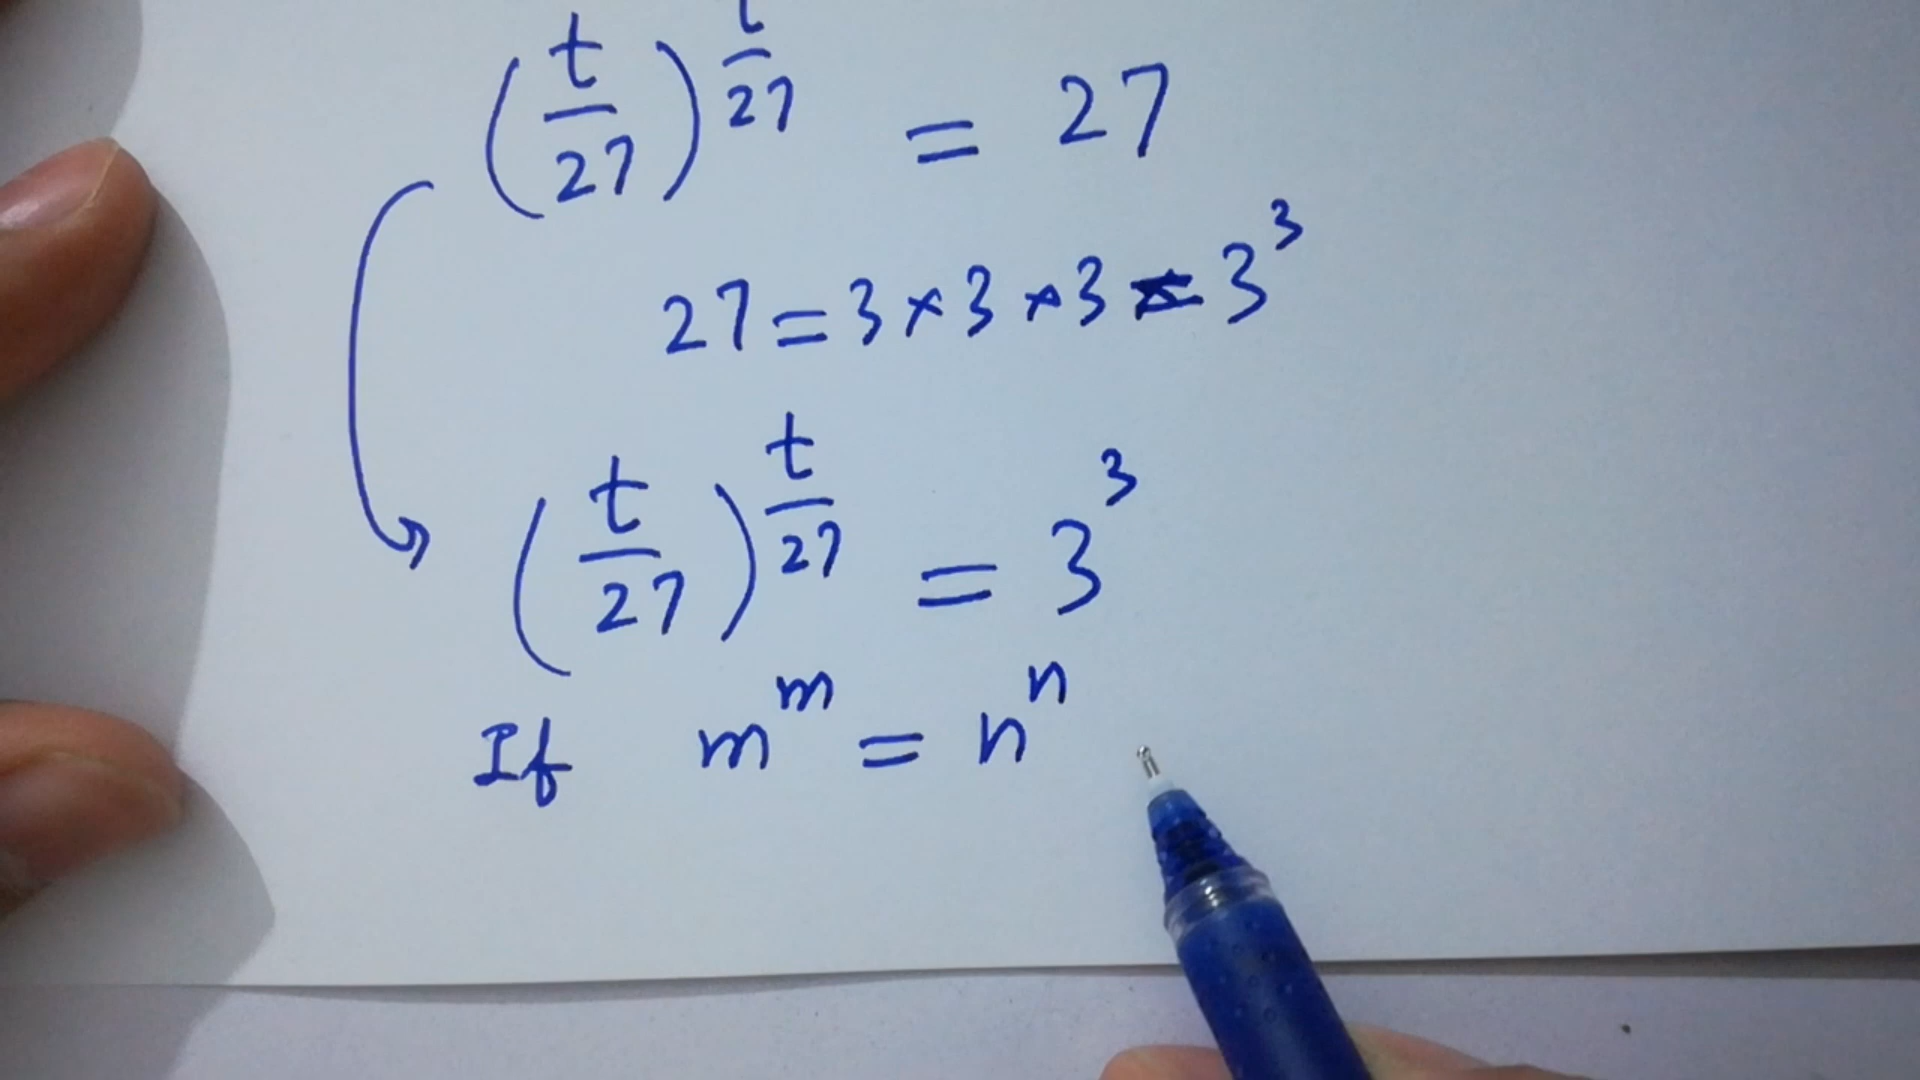 (t/27)^(t/27) = 27
27 = 3 × 3 × 3 = 3^3
(t/27)^(t/27) = 3^3
If m^m = n^n